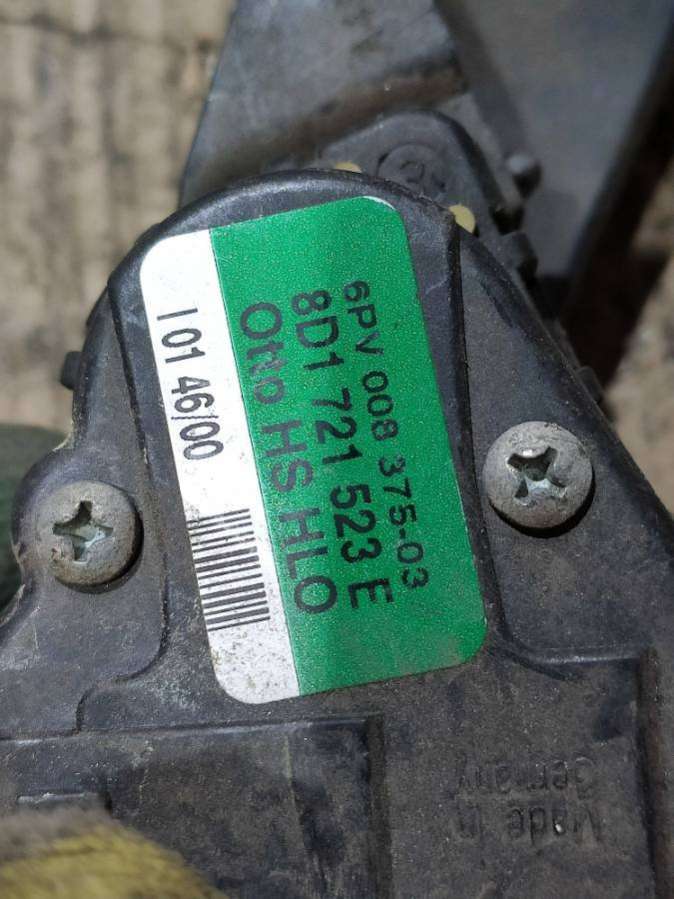 6PV 008 375-03
8D1 721 523 E
Otto HS HLO
I 01 46/00
Made in
Germany